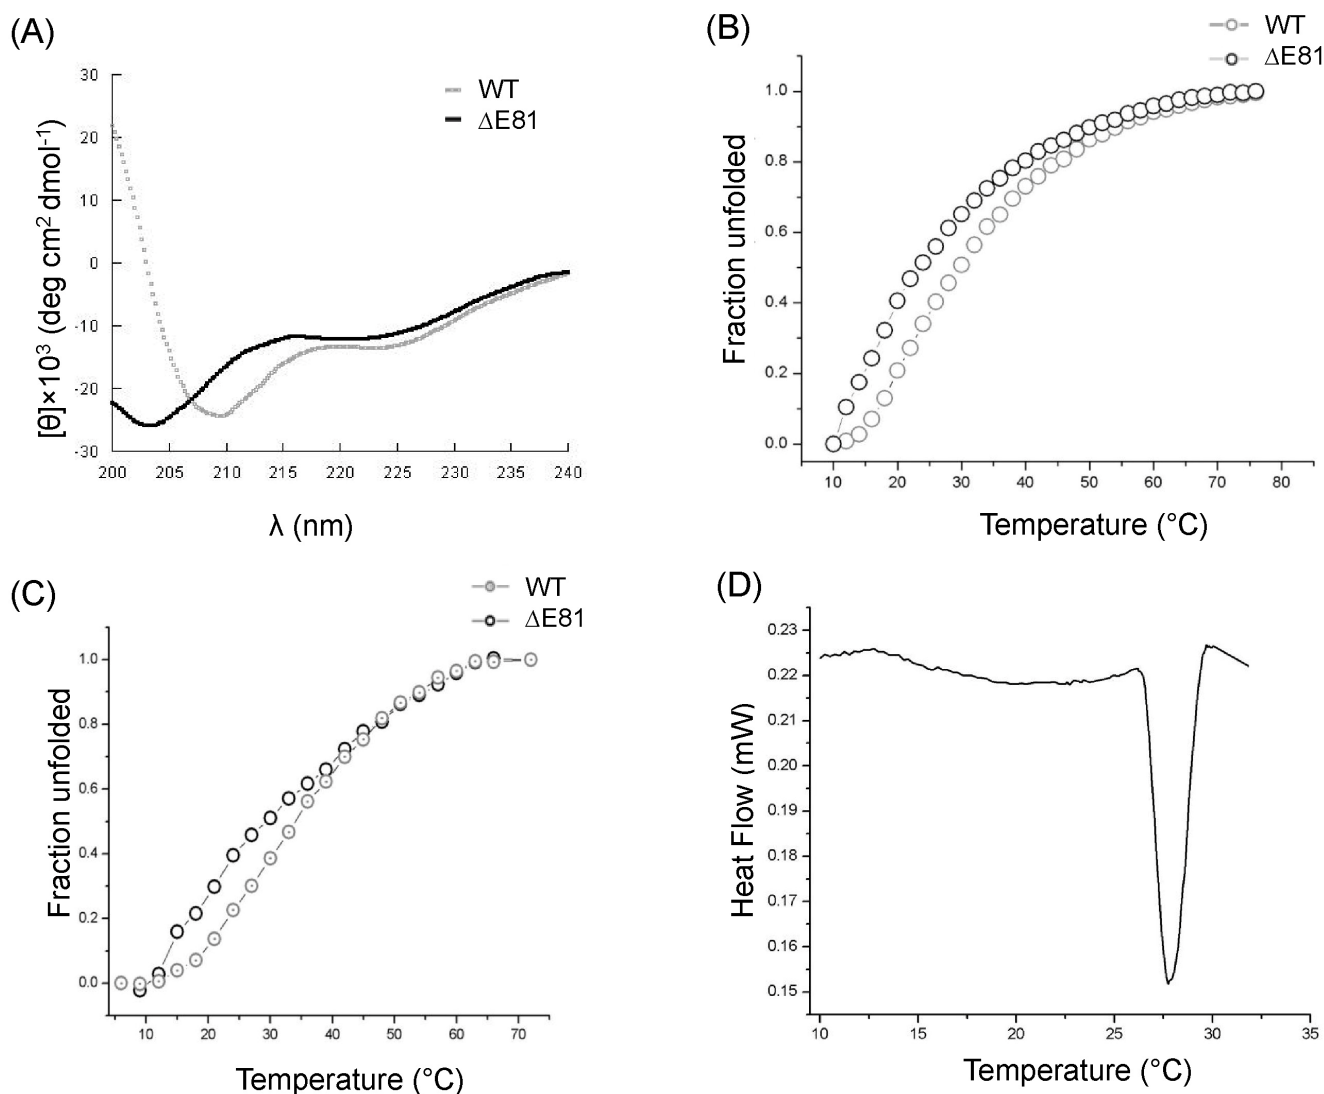 (A)
WT
ΔE81
30
20
10
0
-10
-20
-30
[θ]×10³ (deg cm² dmol⁻¹)
200 205 210 215 220 225 230 235 240
λ (nm)
(B)
WT
ΔE81
1.0
0.8
0.6
0.4
0.2
0.0
Fraction unfolded
10 20 30 40 50 60 70 80
Temperature (°C)
(C)
WT
ΔE81
1.0
0.8
0.6
0.4
0.2
0.0
Fraction unfolded
10 20 30 40 50 60 70
Temperature (°C)
(D)
0.23
0.22
0.21
0.20
0.19
0.18
0.17
0.16
0.15
Heat Flow (mW)
10 15 20 25 30 35
Temperature (°C)